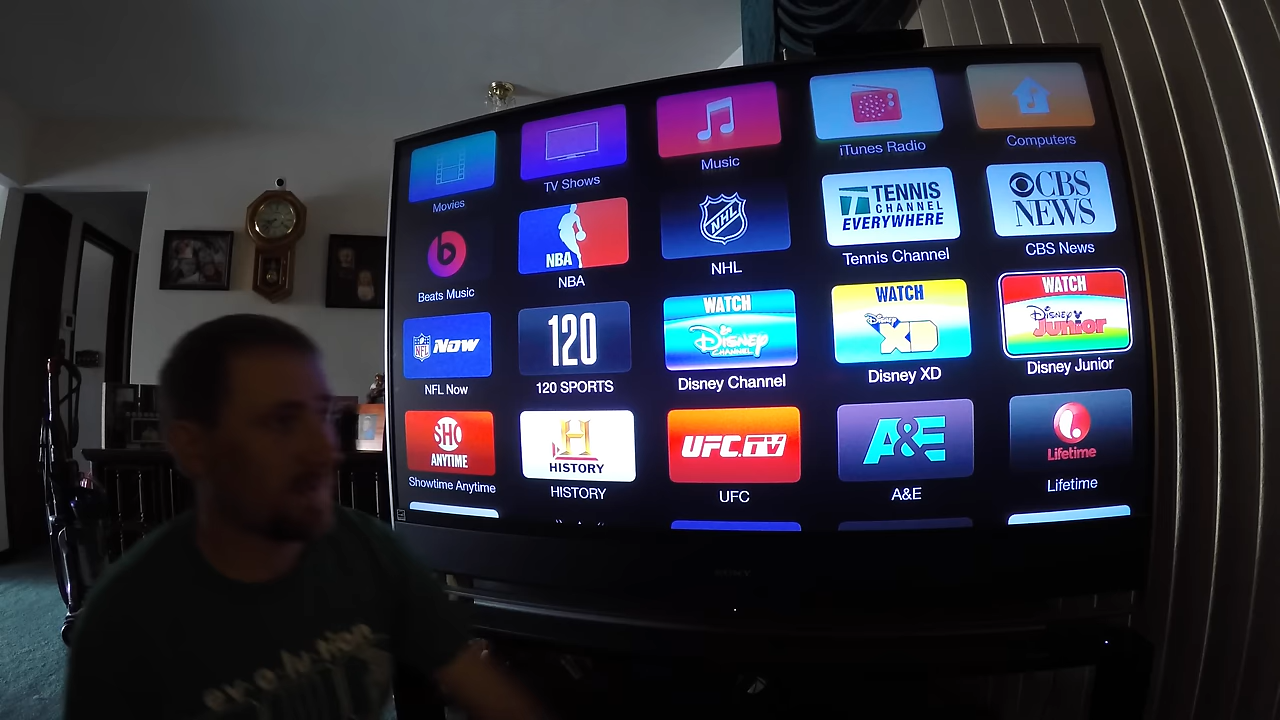 Movies
TV Shows
Music
iTunes Radio
Computers
NBA
TENNIS
CHANNEL
EVERYWHERE
CBS
NEWS
Beats Music
NBA
NHL
NHL
Tennis Channel
CBS News
NFL
NOW
120
WATCH
Disney
CHANNEL
WATCH
Disney
XD
WATCH
Disney
Junior
NFL Now
120 SPORTS
Disney Channel
Disney XD
Disney Junior
SHO
ANYTIME
H
HISTORY
UFC.TV
A&E
Lifetime
Showtime Anytime
HISTORY
UFC
A&E
Lifetime
SONY